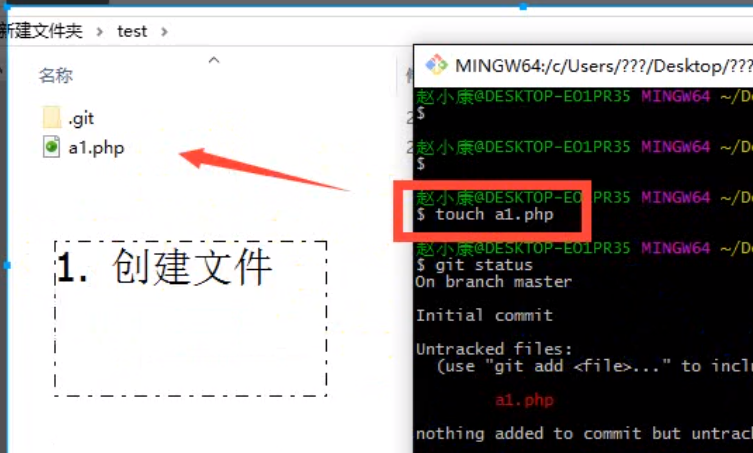 新建文件夹 > test >
名称
.git
a1.php
1. 创建文件
MINGW64:/c/Users/???/Desktop/???
赵小康@DESKTOP-EO1PR35 MINGW64 ~/De
$
赵小康@DESKTOP-EO1PR35 MINGW64 ~/De
$
赵小康@DESKTOP-EO1PR35 MINGW64 ~/De
$ touch a1.php
赵小康@DESKTOP-EO1PR35 MINGW64 ~/De
$ git status
On branch master
Initial commit
Untracked files:
(use "git add <file>..." to inclu
a1.php
nothing added to commit but untrack